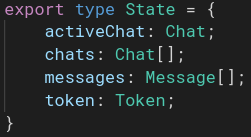 export type State = {
    activeChat: Chat;
    chats: Chat[];
    messages: Message[];
    token: Token;
}